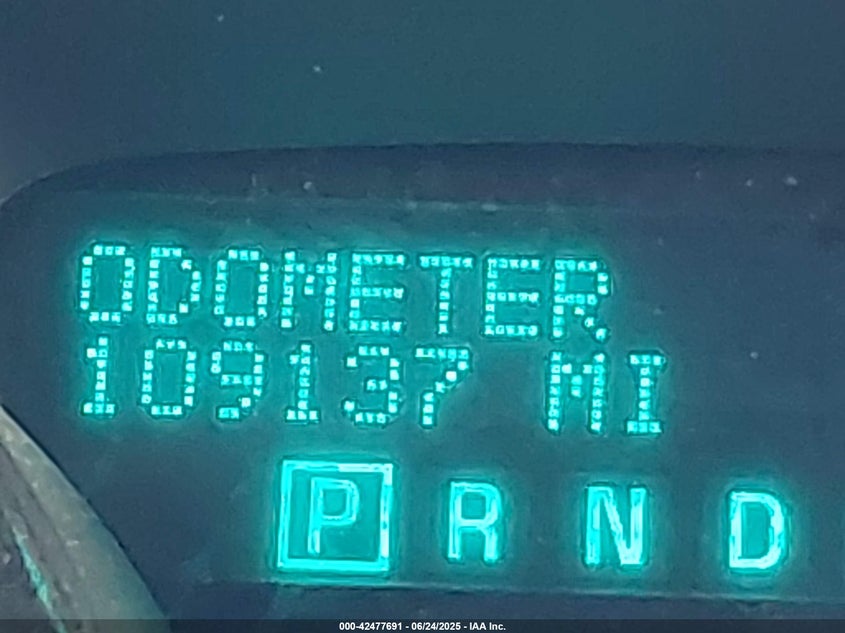 ODOMETER
109137 MI
P R N D
000-42477691 - 06/24/2025 - IAA Inc.